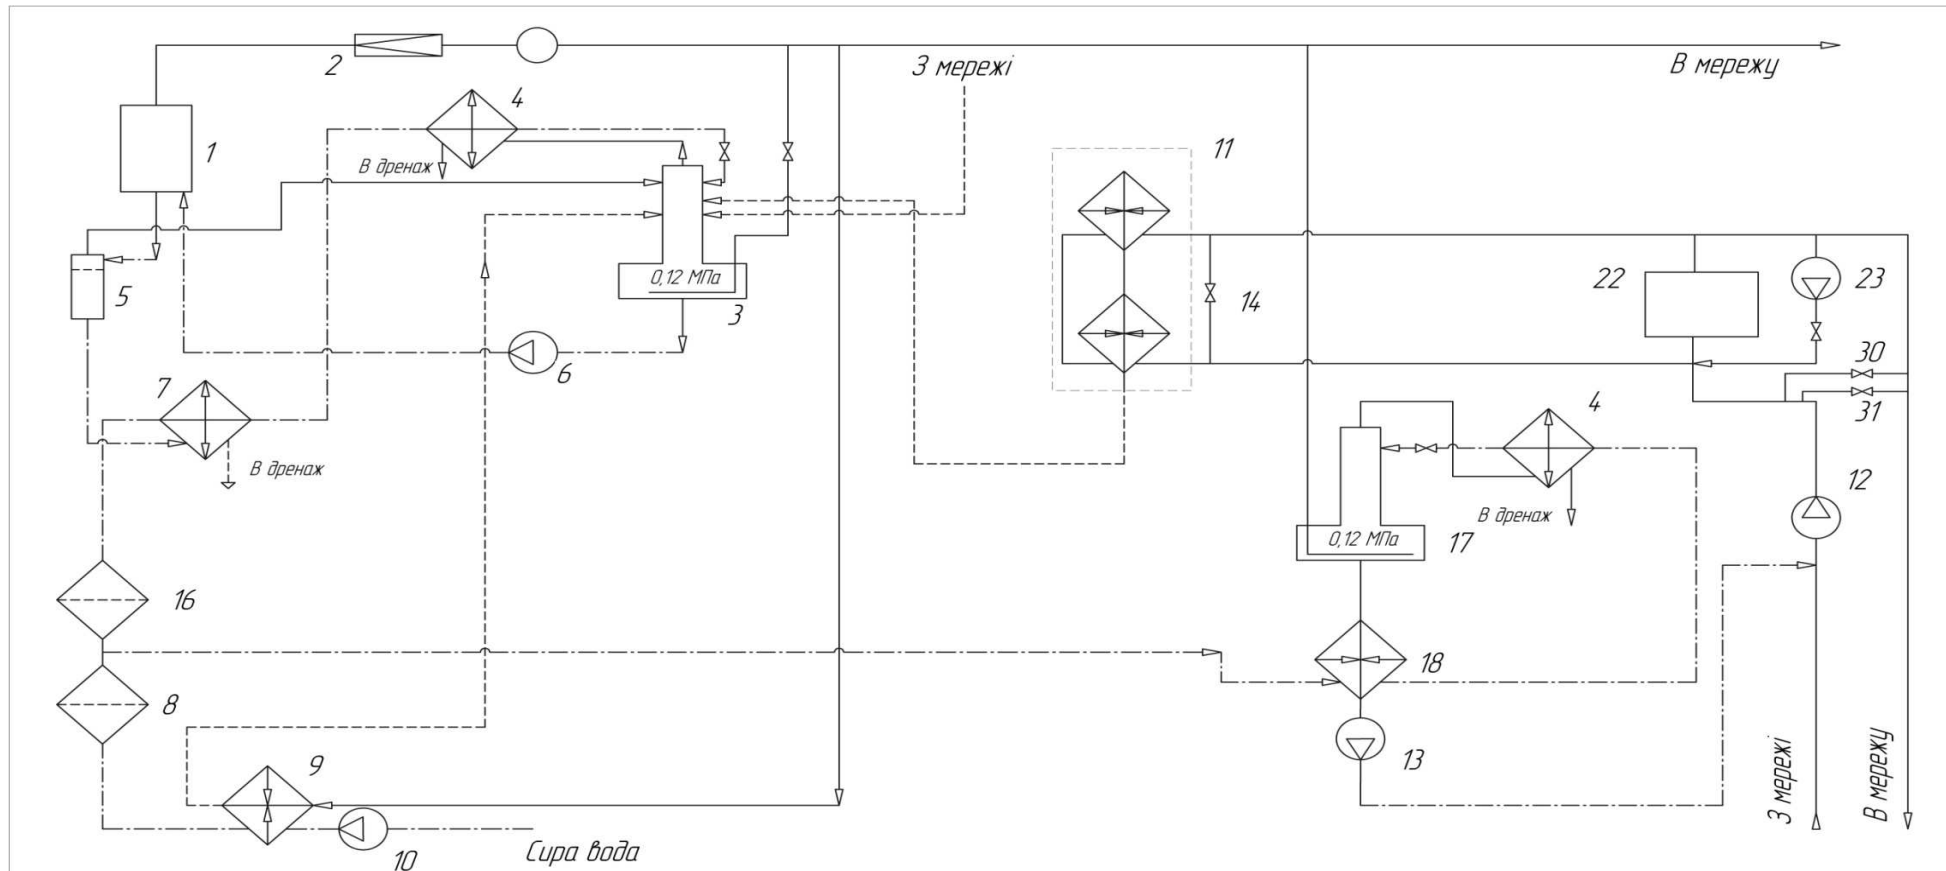 2
З мережі
В мережу
1
4
В дренаж
11
0,12 МПа
5
3
14
22
23
6
30
7
31
4
В дренаж
12
В дренаж
0,12 МПа
17
16
18
8
9
13
З мережі
В мережу
10
Сира вода